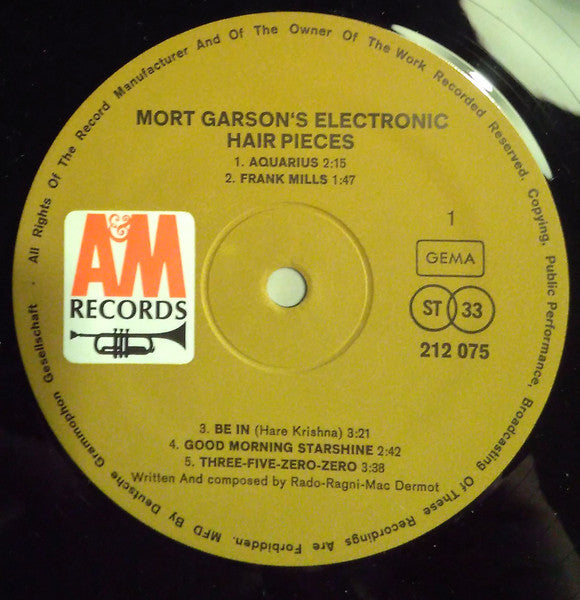 MORT GARSON'S ELECTRONIC
HAIR PIECES
1. AQUARIUS 2:15
2. FRANK MILLS 1:47
A&M
RECORDS
1
GEMA
ST 33
212 075
3. BE IN (Hare Krishna) 3:21
4. GOOD MORNING STARSHINE 2:42
5. THREE-FIVE-ZERO-ZERO 3:38
Written And composed by Rado-Ragni-Mac Dermot
· All Rights Of The Record Manufacturer And Of The Owner Of The Work Recorded Reserved. Copying, Public Performance, Broadcasting Of These Recordings Are Forbidden. MFD By Deutsche Grammophon Gesellschaft